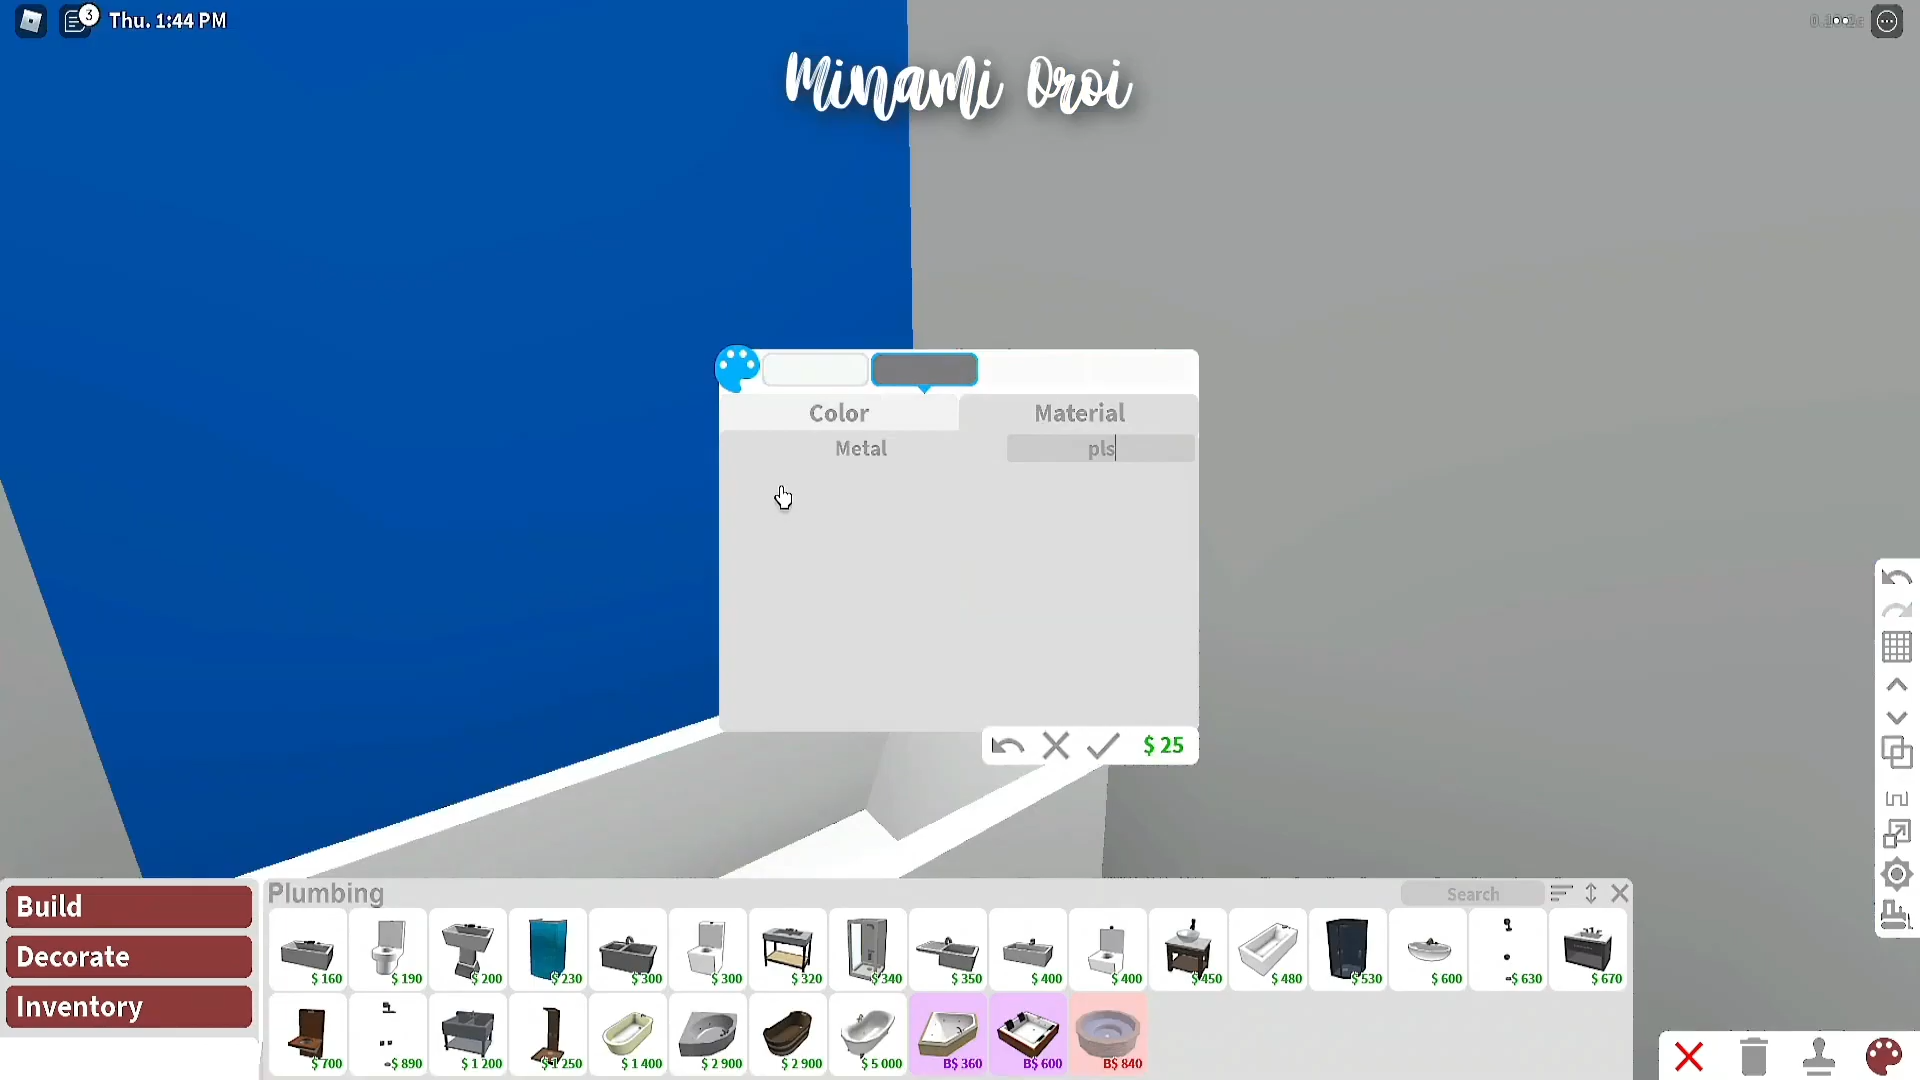 Thu. 1:44 PM
3
Minami Oroi
Color
Material
Metal
pls
$ 25
Build
Decorate
Inventory
Plumbing
Search
$ 160
$ 190
$ 200
$ 230
$ 300
$ 300
$ 320
$ 340
$ 350
$ 400
$ 400
$ 450
$ 480
$ 530
$ 600
$ 630
$ 670
$ 700
$ 890
$ 1 200
$ 1 250
$ 1 400
$ 2 900
$ 2 900
$ 5 000
B$ 360
B$ 600
B$ 840